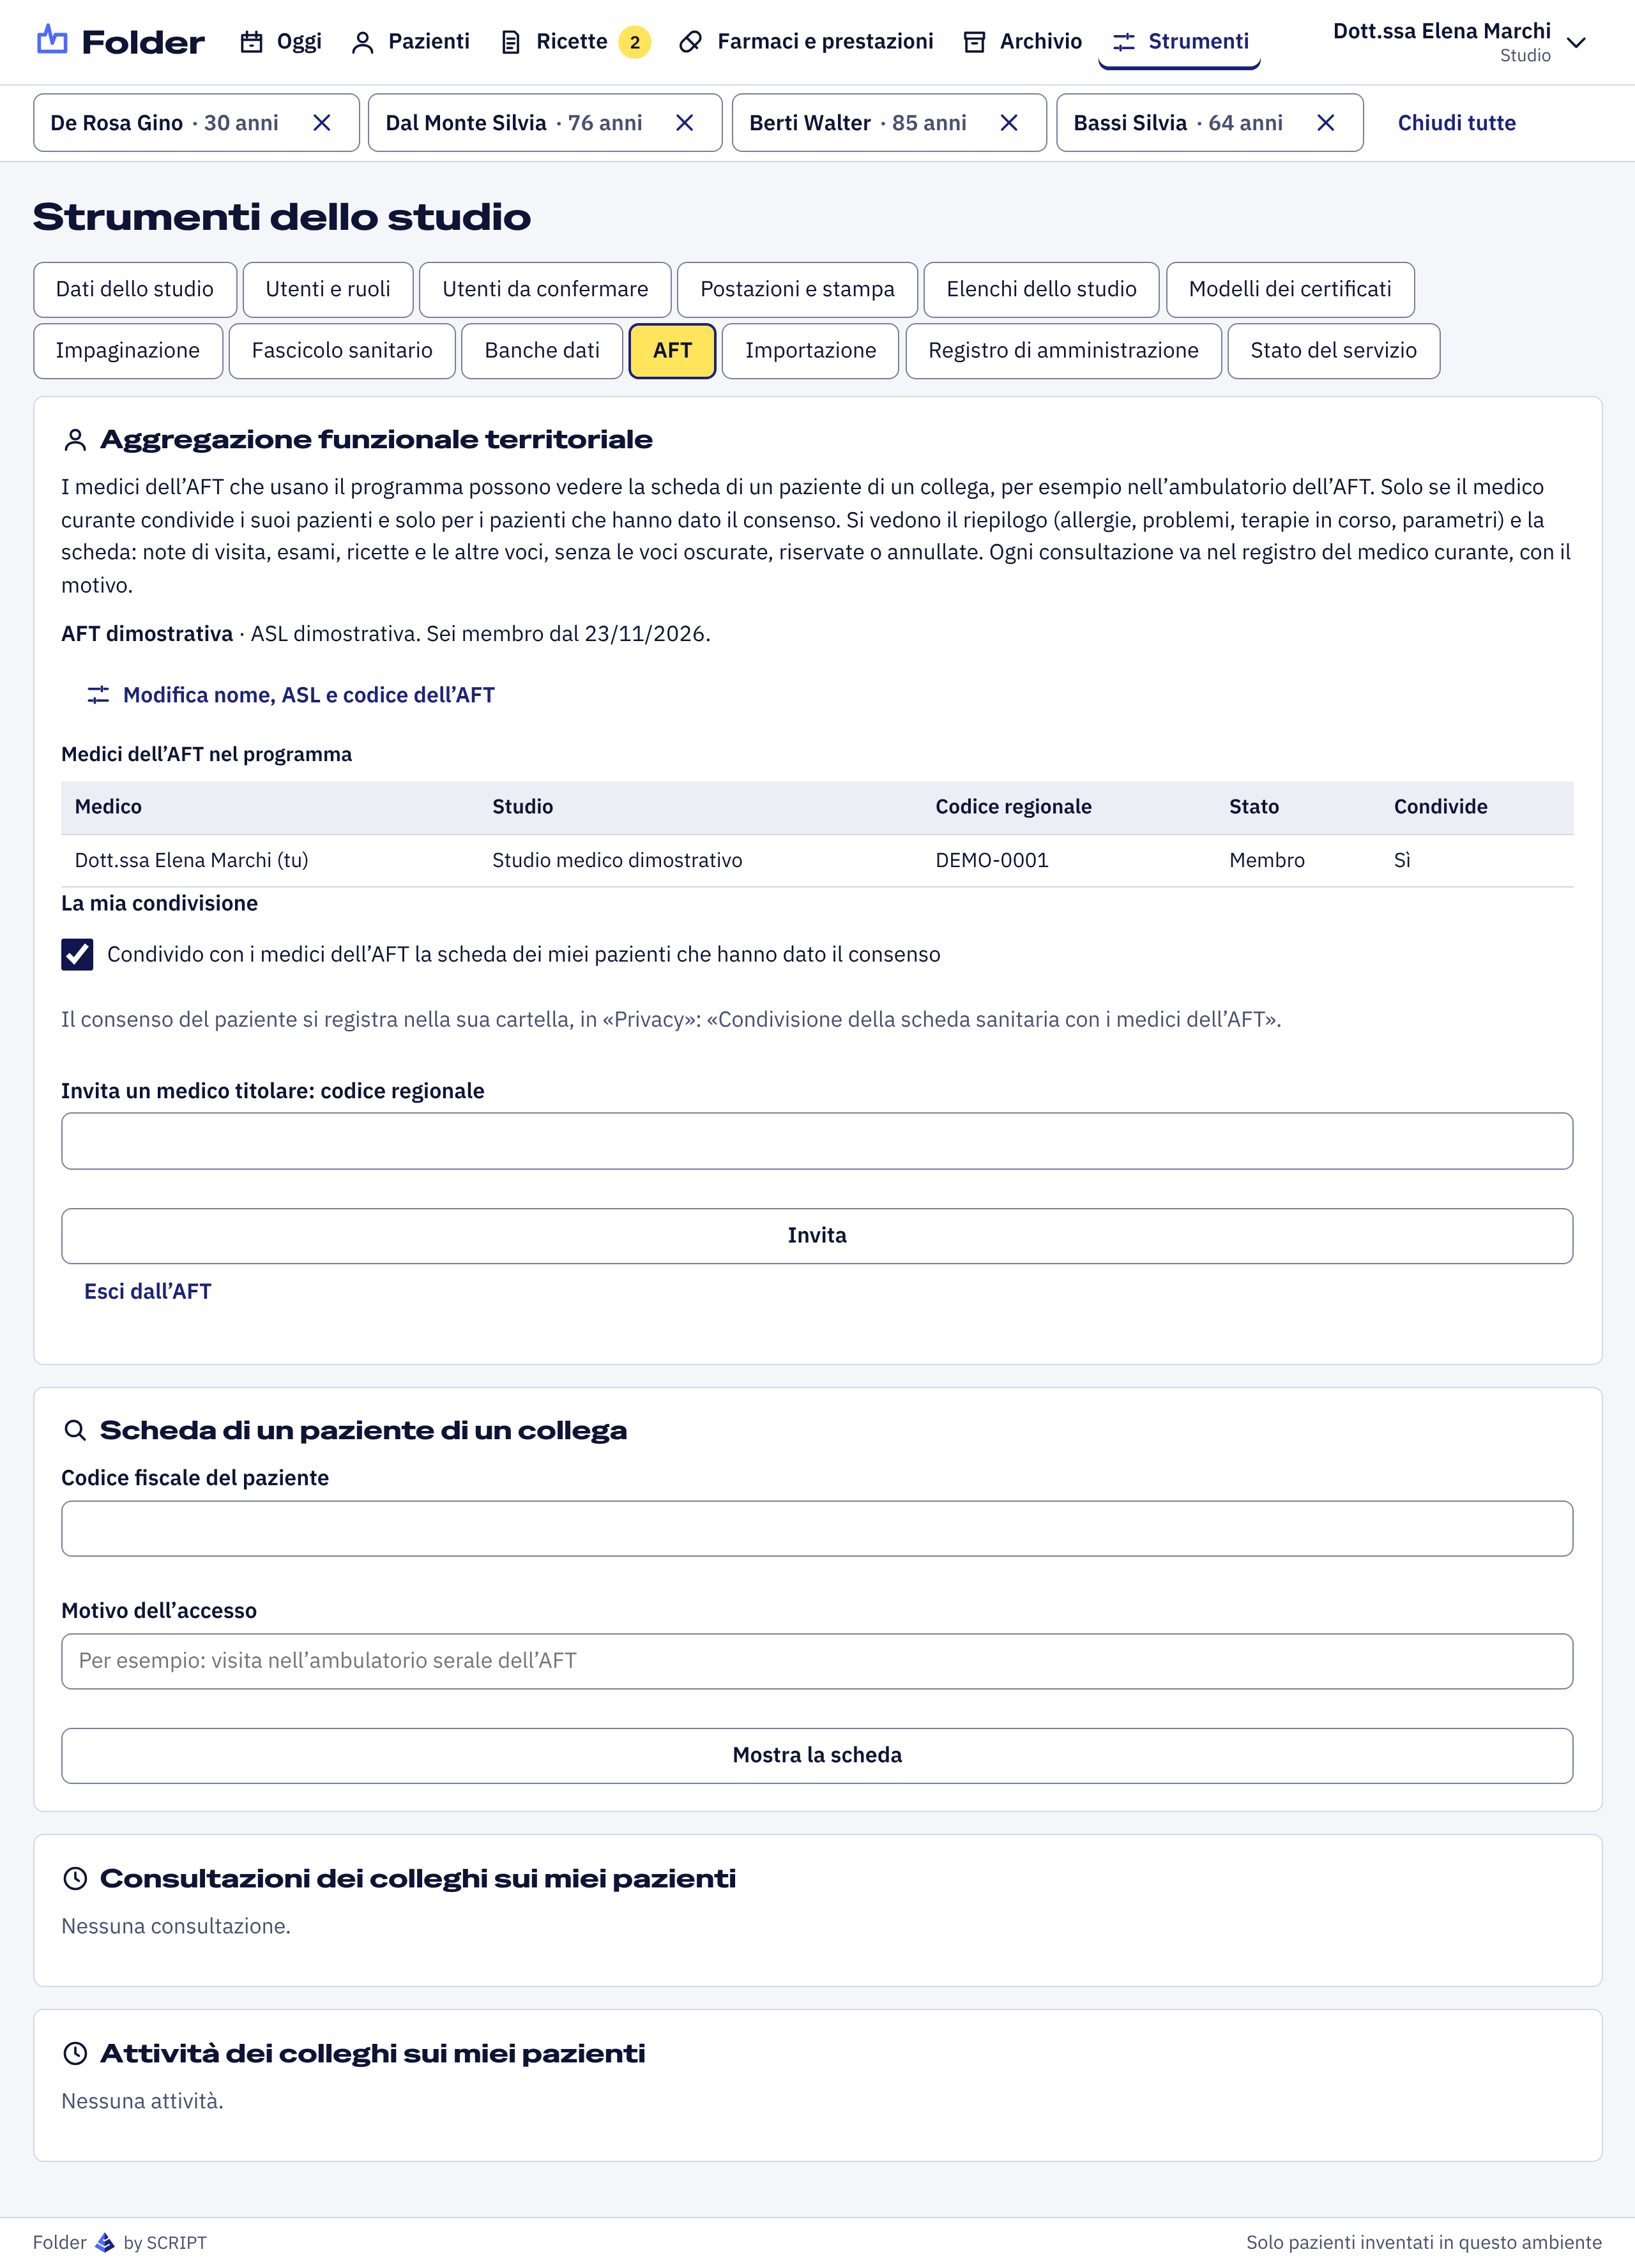 Folder
Oggi
Pazienti
Ricette 2
Farmaci e prestazioni
Archivio
Strumenti
Dott.ssa Elena Marchi
Studio
De Rosa Gino · 30 anni
Dal Monte Silvia · 76 anni
Berti Walter · 85 anni
Bassi Silvia · 64 anni
Chiudi tutte
Strumenti dello studio
Dati dello studio
Utenti e ruoli
Utenti da confermare
Postazioni e stampa
Elenchi dello studio
Modelli dei certificati
Impaginazione
Fascicolo sanitario
Banche dati
AFT
Importazione
Registro di amministrazione
Stato del servizio
Aggregazione funzionale territoriale
I medici dell’AFT che usano il programma possono vedere la scheda di un paziente di un collega, per esempio nell’ambulatorio dell’AFT. Solo se il medico
curante condivide i suoi pazienti e solo per i pazienti che hanno dato il consenso. Si vedono il riepilogo (allergie, problemi, terapie in corso, parametri) e la
scheda: note di visita, esami, ricette e le altre voci, senza le voci oscurate, riservate o annullate. Ogni consultazione va nel registro del medico curante, con il
motivo.
AFT dimostrativa · ASL dimostrativa. Sei membro dal 23/11/2026.
Modifica nome, ASL e codice dell’AFT
Medici dell’AFT nel programma
Medico Studio Codice regionale Stato Condivide
Dott.ssa Elena Marchi (tu) Studio medico dimostrativo DEMO-0001 Membro Sì
La mia condivisione
Condivido con i medici dell’AFT la scheda dei miei pazienti che hanno dato il consenso
Il consenso del paziente si registra nella sua cartella, in «Privacy»: «Condivisione della scheda sanitaria con i medici dell’AFT».
Invita un medico titolare: codice regionale
Invita
Esci dall’AFT
Scheda di un paziente di un collega
Codice fiscale del paziente
Motivo dell’accesso
Per esempio: visita nell’ambulatorio serale dell’AFT
Mostra la scheda
Consultazioni dei colleghi sui miei pazienti
Nessuna consultazione.
Attività dei colleghi sui miei pazienti
Nessuna attività.
Folder by SCRIPT
Solo pazienti inventati in questo ambiente